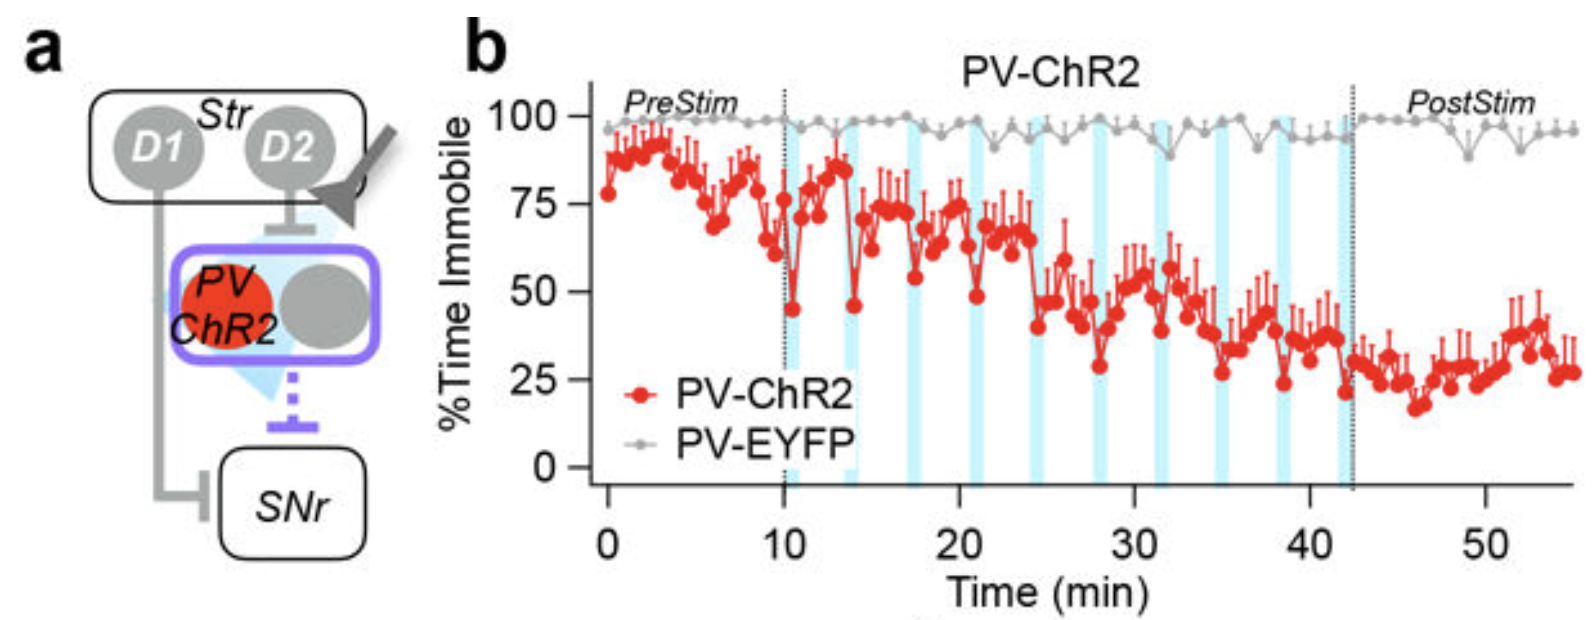 a
Str
D1
D2
PV
ChR2
SNr
b
PV-ChR2
PreStim
PostStim
%Time Immobile
100
75
50
25
0
PV-ChR2
PV-EYFP
0 10 20 30 40 50
Time (min)